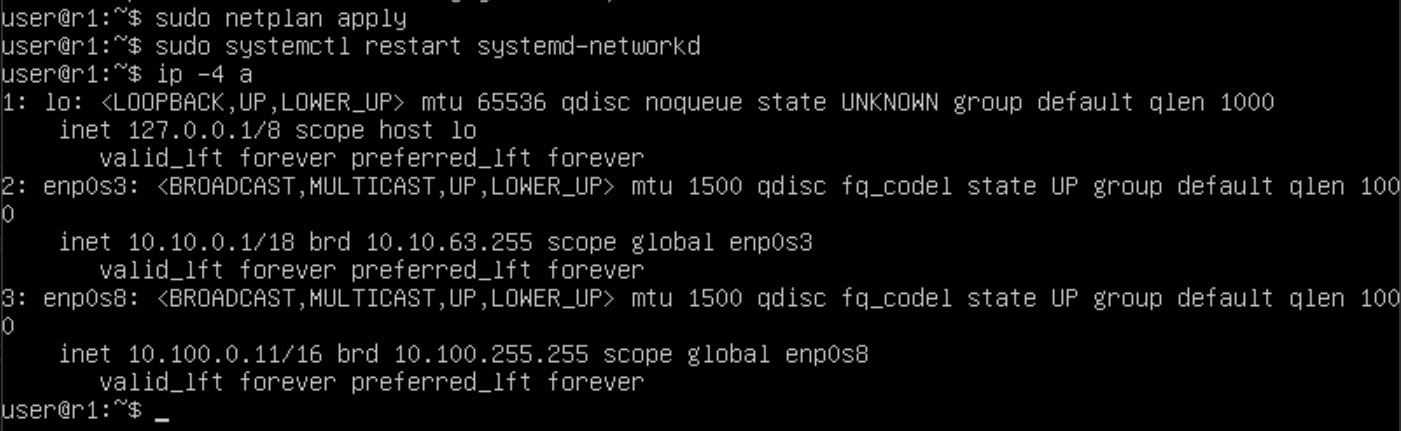 user@r1:~$ sudo netplan apply
user@r1:~$ sudo systemctl restart systemd-networkd
user@r1:~$ ip -4 a
1: lo: <LOOPBACK,UP,LOWER_UP> mtu 65536 qdisc noqueue state UNKNOWN group default qlen 1000
    inet 127.0.0.1/8 scope host lo
       valid_lft forever preferred_lft forever
2: enp0s3: <BROADCAST,MULTICAST,UP,LOWER_UP> mtu 1500 qdisc fq_codel state UP group default qlen 100
0
    inet 10.10.0.1/18 brd 10.10.63.255 scope global enp0s3
       valid_lft forever preferred_lft forever
3: enp0s8: <BROADCAST,MULTICAST,UP,LOWER_UP> mtu 1500 qdisc fq_codel state UP group default qlen 100
0
    inet 10.100.0.11/16 brd 10.100.255.255 scope global enp0s8
       valid_lft forever preferred_lft forever
user@r1:~$ _